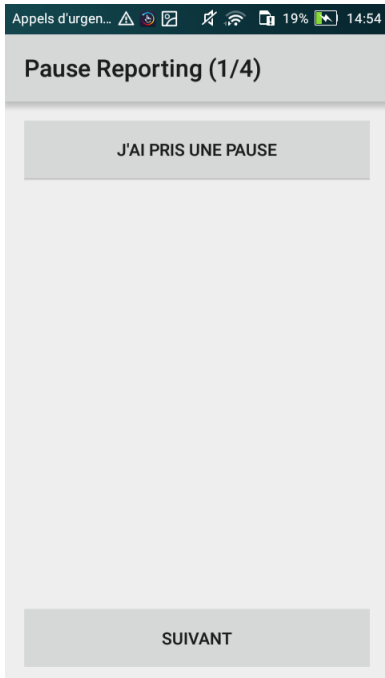 Appels d'urgen... 19% 14:54
Pause Reporting (1/4)
J'AI PRIS UNE PAUSE
SUIVANT